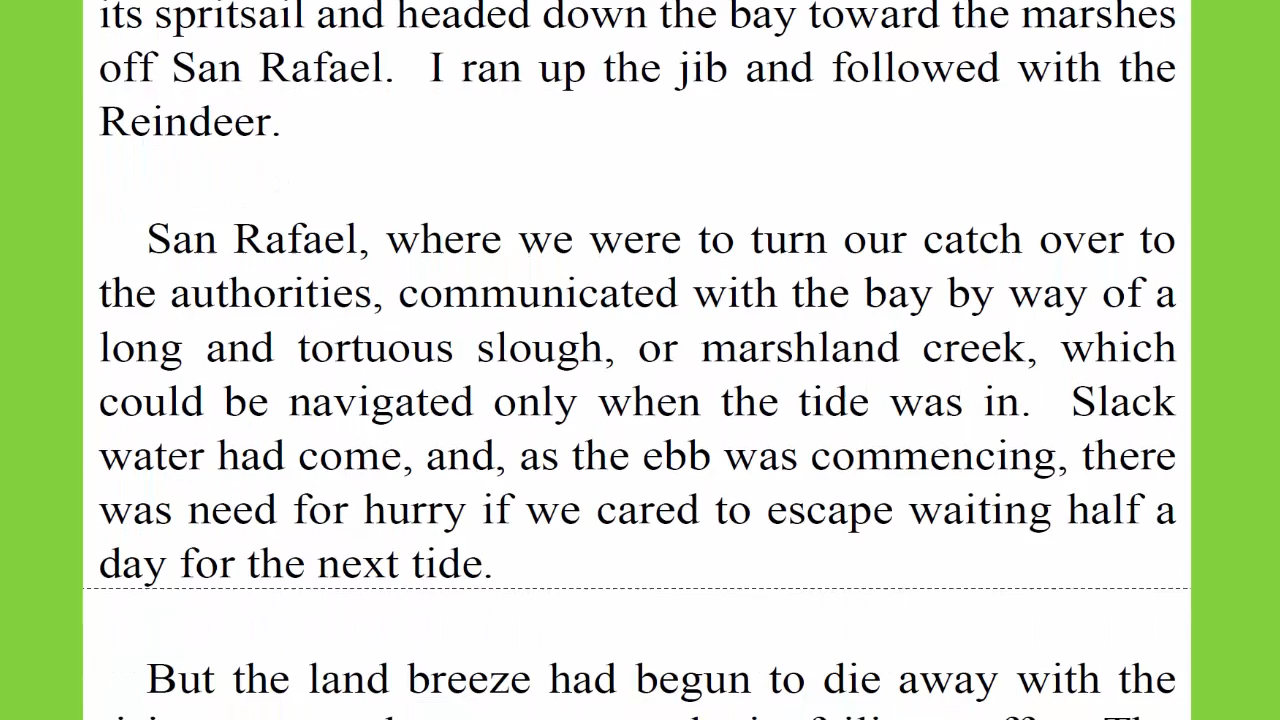 its spritsail and headed down the bay toward the marshes
off San Rafael. I ran up the jib and followed with the
Reindeer.
San Rafael, where we were to turn our catch over to
the authorities, communicated with the bay by way of a
long and tortuous slough, or marshland creek, which
could be navigated only when the tide was in. Slack
water had come, and, as the ebb was commencing, there
was need for hurry if we cared to escape waiting half a
day for the next tide.
But the land breeze had begun to die away with the